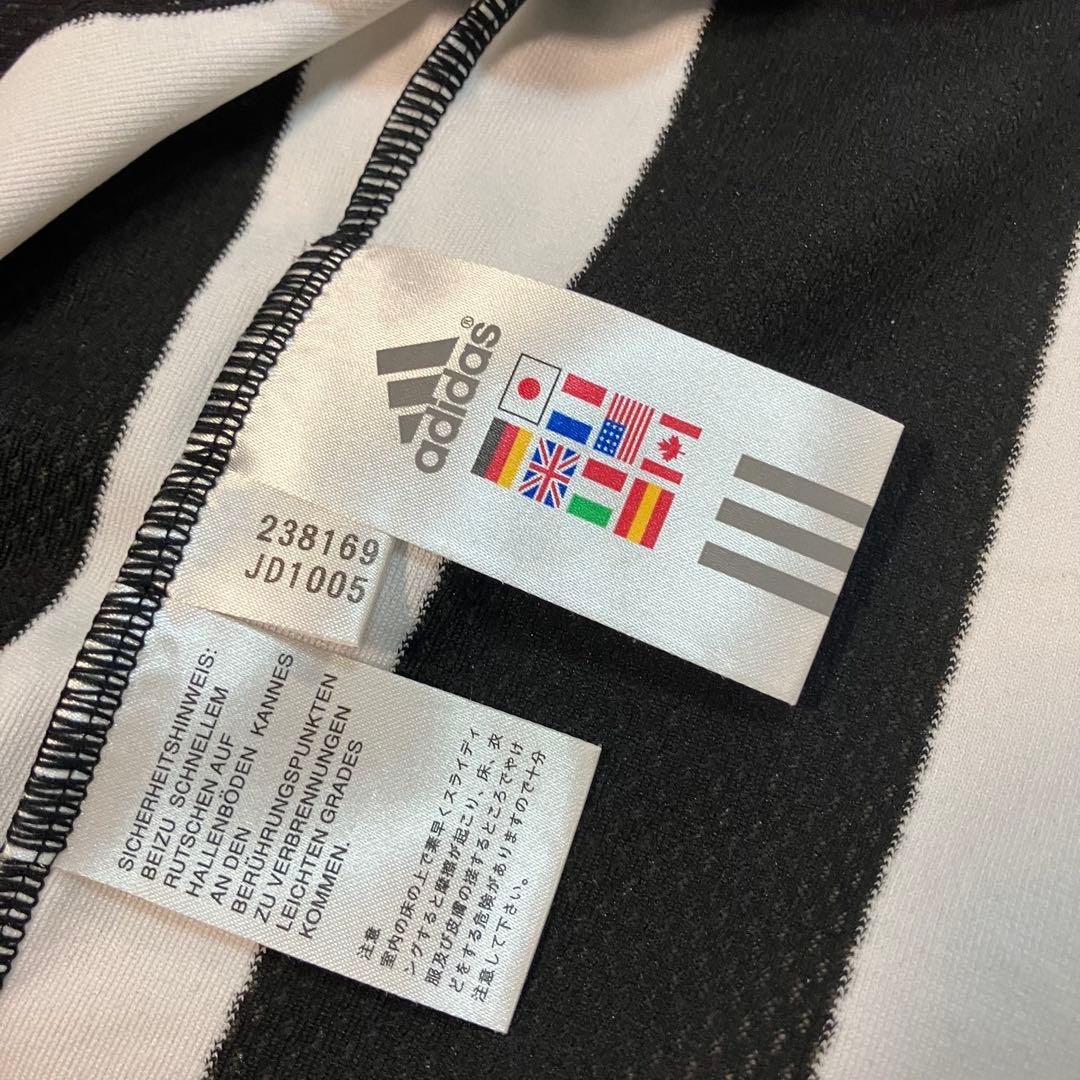 adidas®
238169
JD1005
SICHERHEITSHINWEIS:
BEIZU SCHNELLEM
RUTSCHEN AUF
HALLENBÖDEN KANNES
AN DEN
BERÜHRUNGSPUNKTEN
ZU VERBRENNUNGEN
LEICHTEN GRADES
KOMMEN.
注意
室内の床の上で素早くスライディ
ングすると摩擦が起こり、床、衣
服及び皮膚の接するところでやけ
どをする危険がありますので十分
注意して下さい。